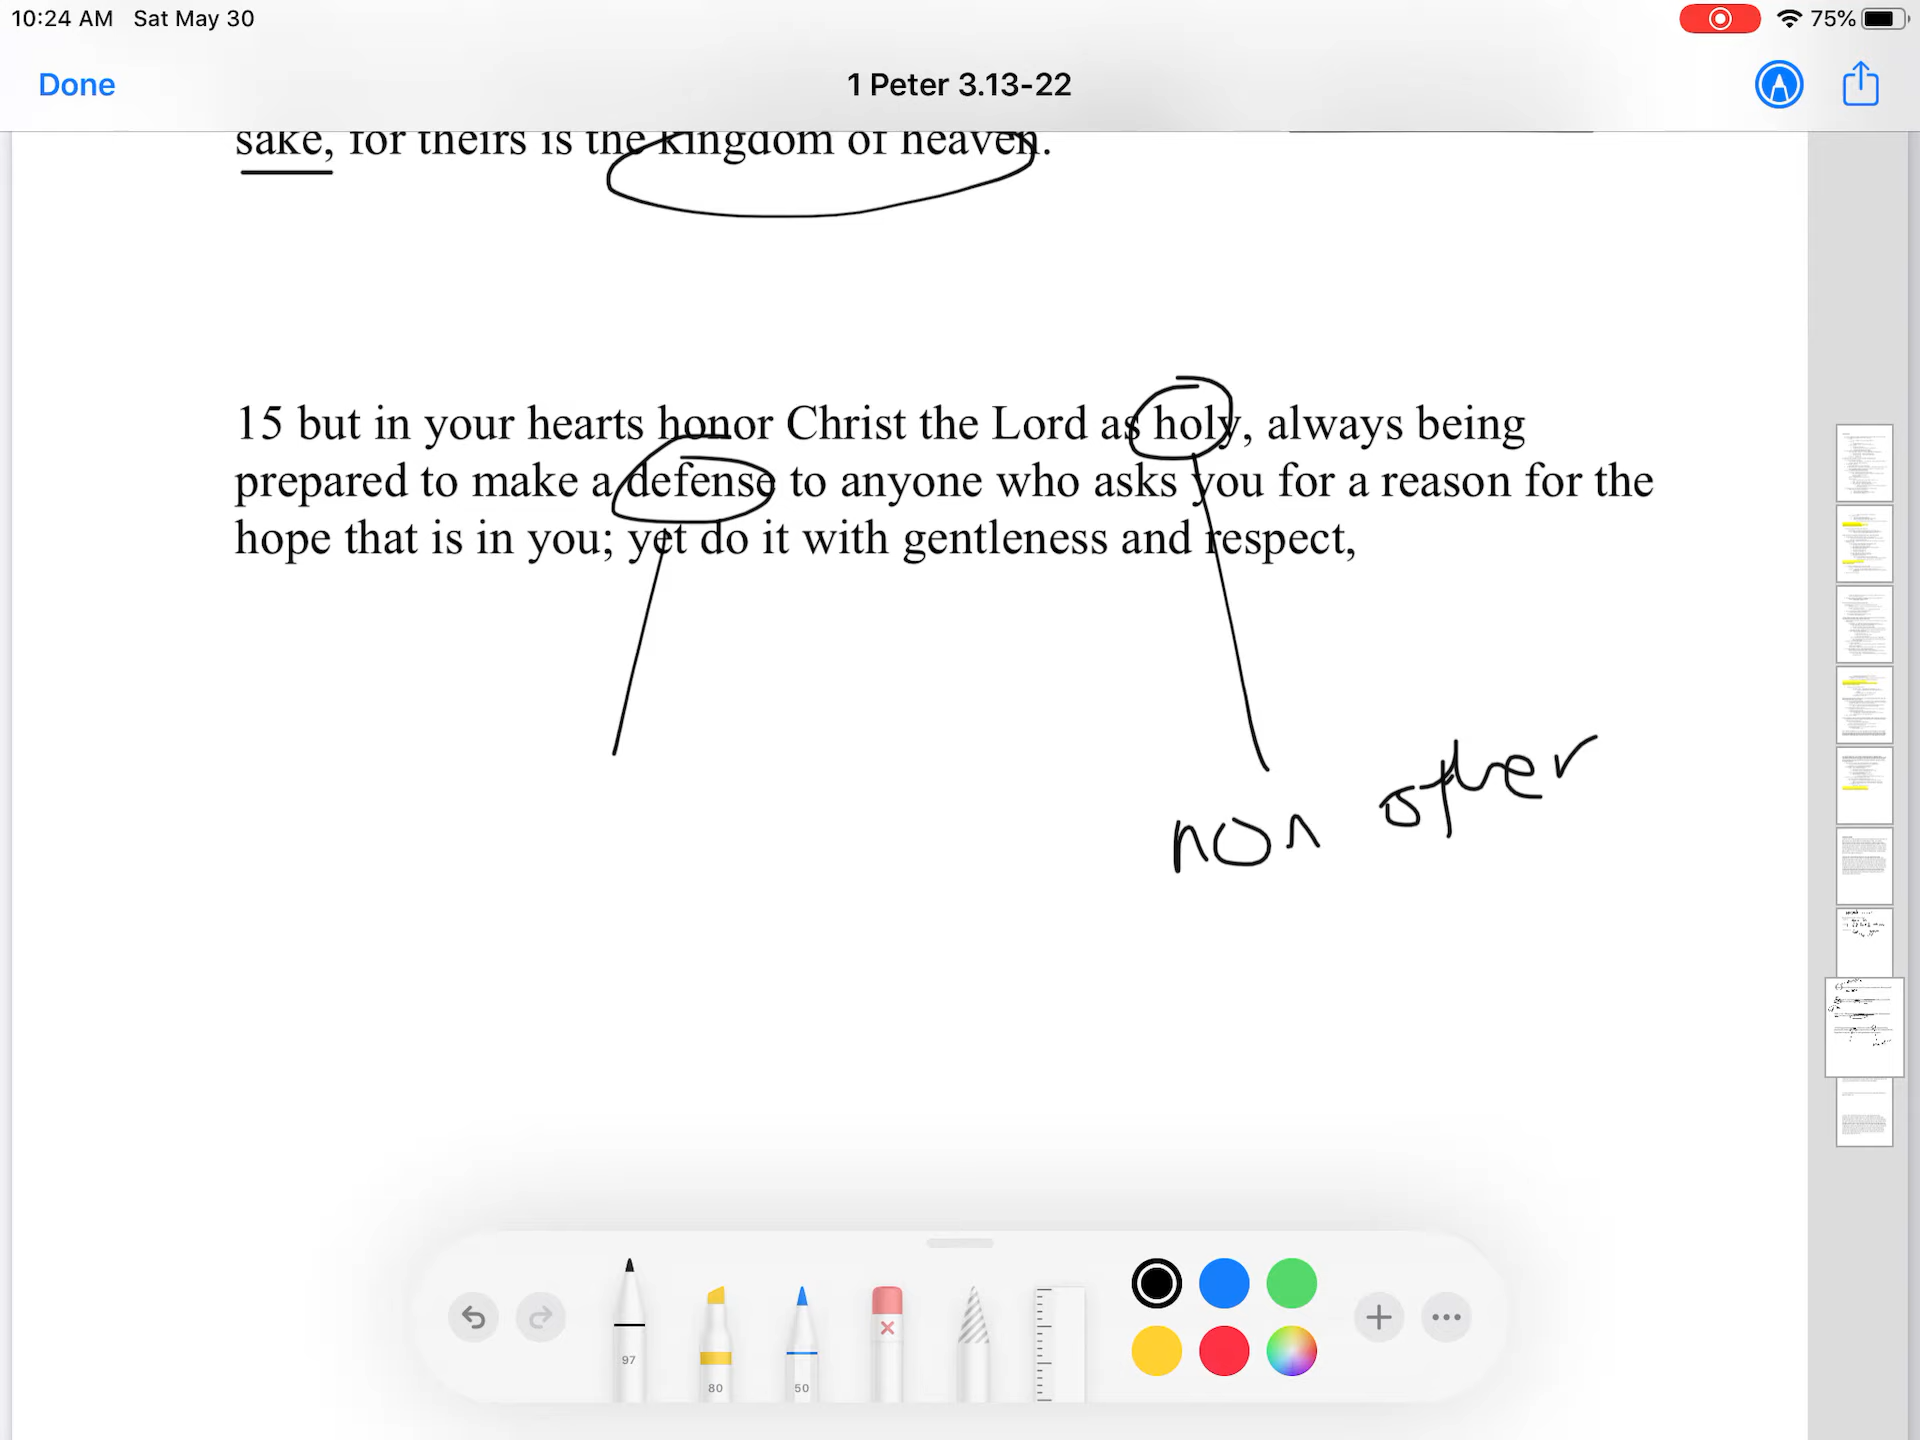 10:24 AM Sat May 30
75%
Done
1 Peter 3.13-22
sake, for theirs is the kingdom of heaven.
15 but in your hearts honor Christ the Lord as holy, always being
prepared to make a defense to anyone who asks you for a reason for the
hope that is in you; yet do it with gentleness and respect,
non other
97
80
50